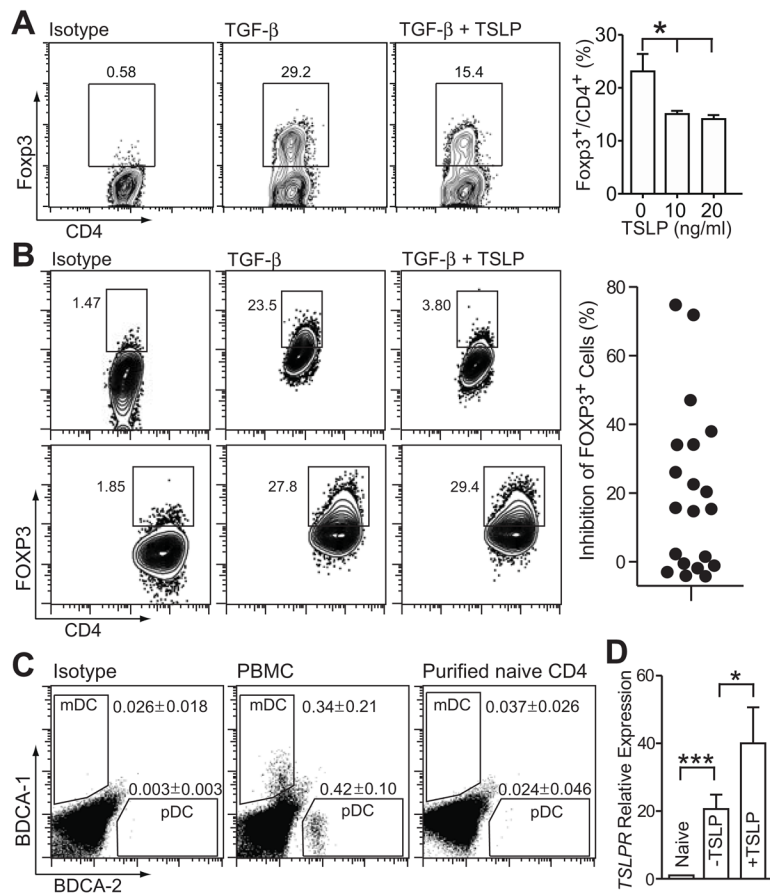 A
Isotype
TGF-β
TGF-β + TSLP
0.58
29.2
15.4
Foxp3
CD4
Foxp3+/CD4+ (%)
30
20
10
0
*
0 10 20
TSLP (ng/ml)
B
Isotype
TGF-β
TGF-β + TSLP
1.47
23.5
3.80
1.85
27.8
29.4
FOXP3
CD4
Inhibition of FOXP3+ Cells (%)
80
60
40
20
0
C
Isotype
PBMC
Purified naive CD4
mDC 0.026±0.018
mDC 0.34±0.21
mDC 0.037±0.026
0.003±0.003
0.42±0.10
0.024±0.046
pDC
pDC
pDC
BDCA-1
BDCA-2
D
TSLPR Relative Expression
60
40
20
0
***
*
Naive
-TSLP
+TSLP